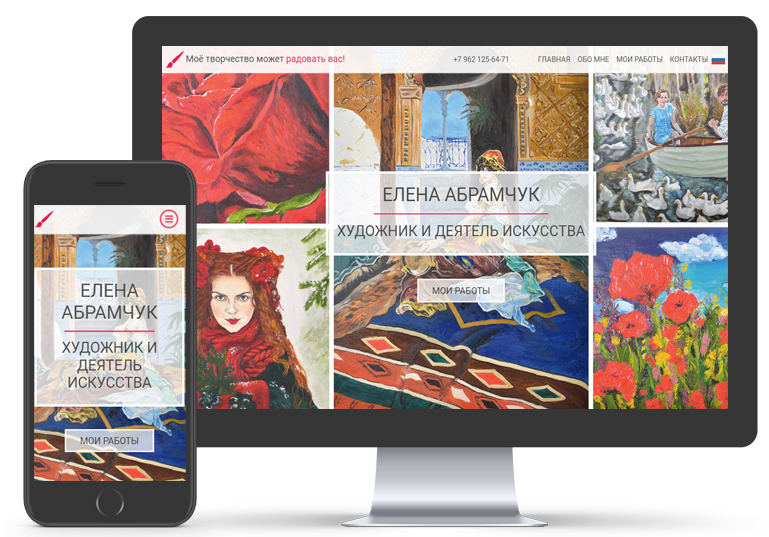 Моё творчество может радовать вас!
+7 962 125-64-71
ГЛАВНАЯ ОБО МНЕ МОИ РАБОТЫ КОНТАКТЫ
ЕЛЕНА АБРАМЧУК
ХУДОЖНИК И ДЕЯТЕЛЬ ИСКУССТВА
МОИ РАБОТЫ
ЕЛЕНА
АБРАМЧУК
ХУДОЖНИК И
ДЕЯТЕЛЬ
ИСКУССТВА
МОИ РАБОТЫ